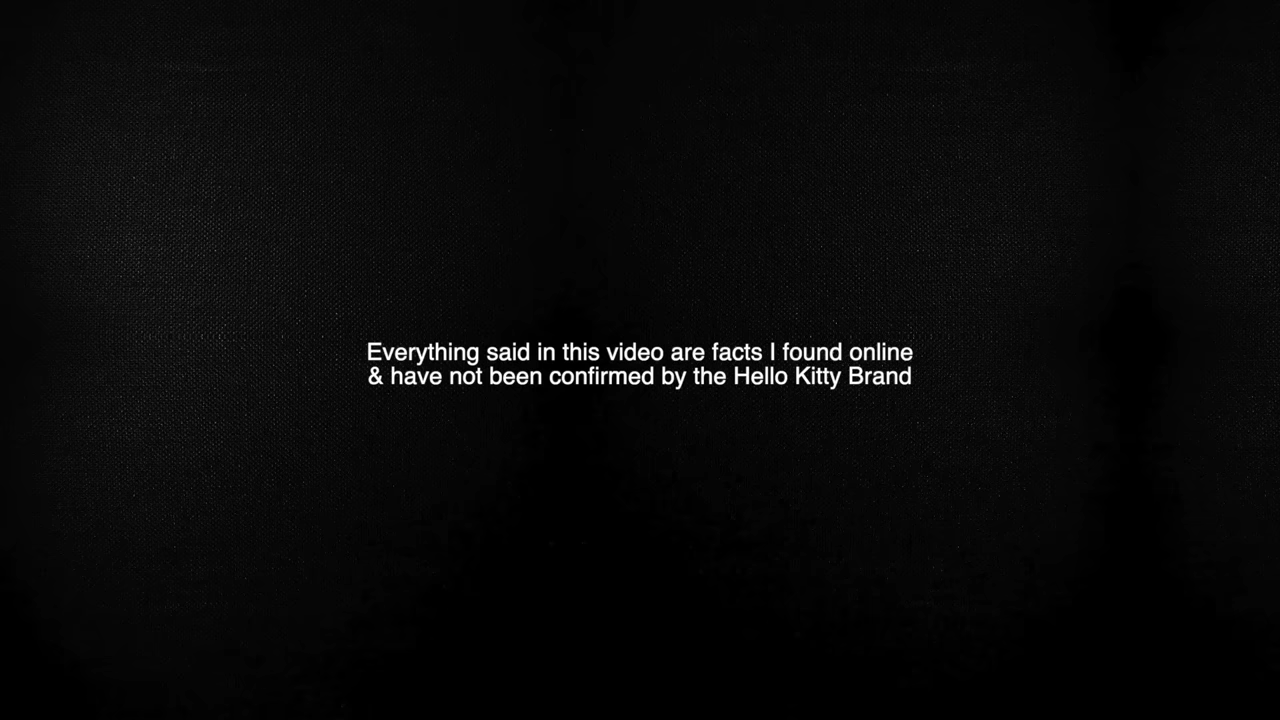 Everything said in this video are facts I found online
& have not been confirmed by the Hello Kitty Brand